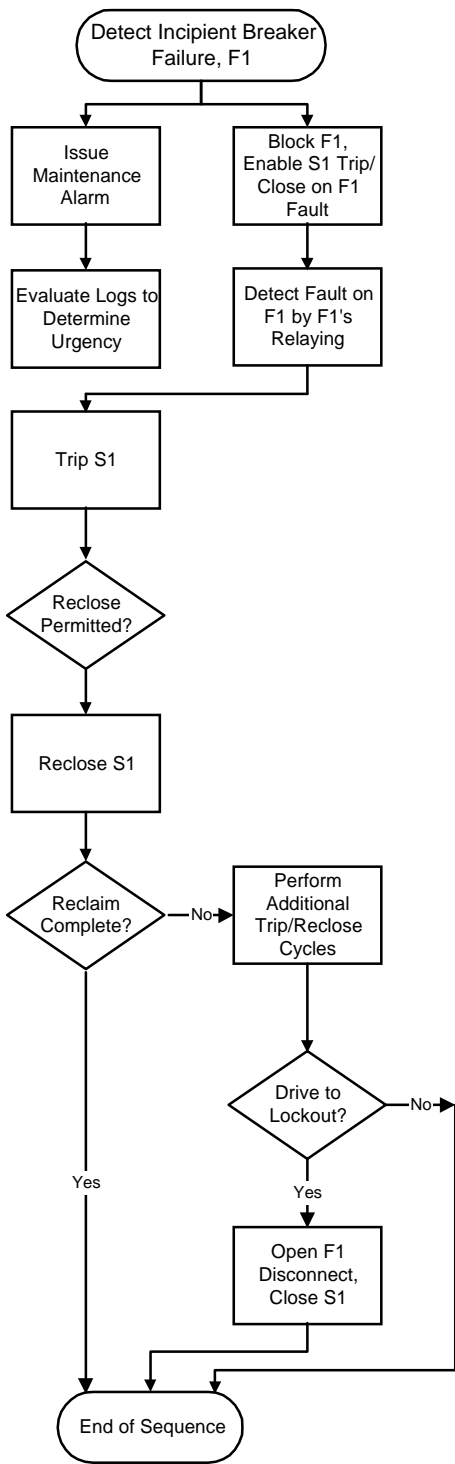 Detect Incipient Breaker
Failure, F1
Issue
Maintenance
Alarm
Block F1,
Enable S1 Trip/
Close on F1
Fault
Evaluate Logs to
Determine
Urgency
Detect Fault on
F1 by F1's
Relaying
Trip S1
Reclose
Permitted?
Reclose S1
Reclaim
Complete?
No
Perform
Additional
Trip/Reclose
Cycles
Drive to
Lockout?
No
Yes
Yes
Open F1
Disconnect,
Close S1
End of Sequence